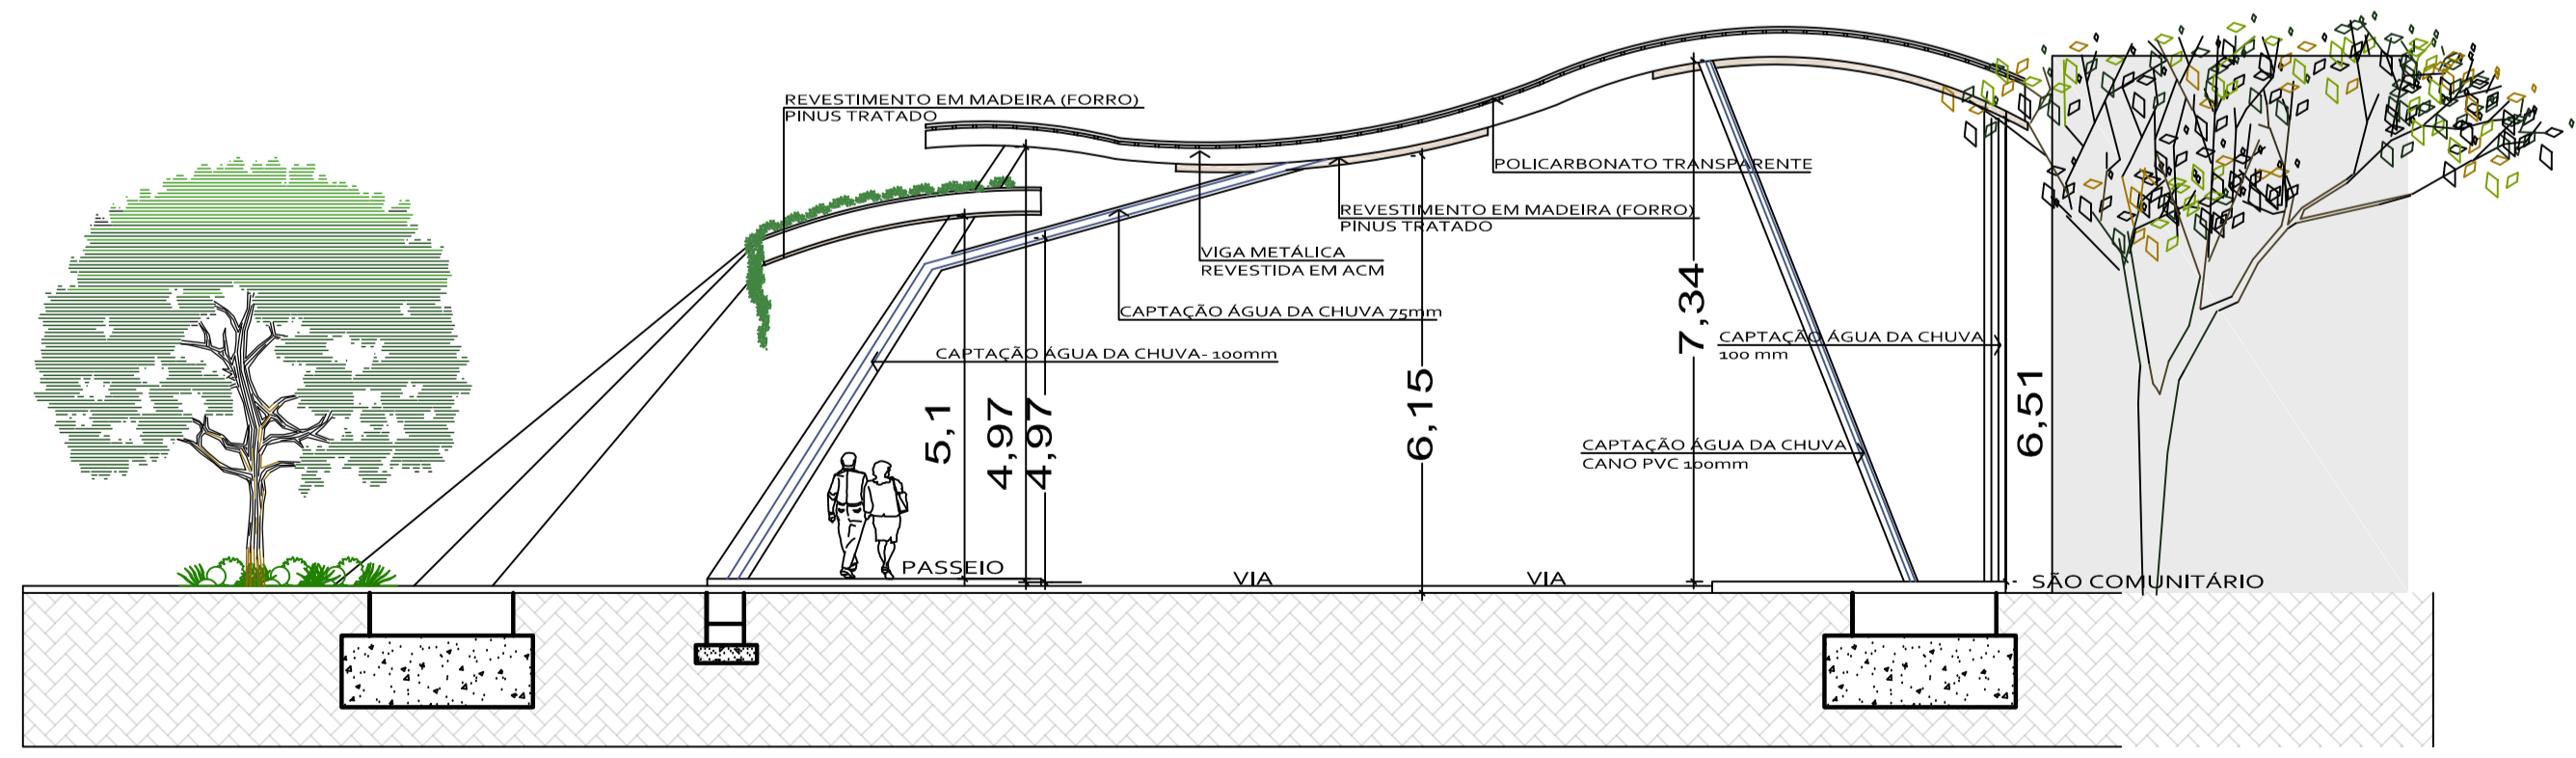 REVESTIMENTO EM MADEIRA (FORRO)
PINUS TRATADO
POLICARBONATO TRANSPARENTE
REVESTIMENTO EM MADEIRA (FORRO)
PINUS TRATADO
VIGA METÁLICA
REVESTIDA EM ACM
CAPTAÇÃO ÁGUA DA CHUVA 75mm
CAPTAÇÃO ÁGUA DA CHUVA- 100mm
7,34
CAPTAÇÃO ÁGUA DA CHUVA
100 mm
5,1
4,97
4,97
6,15
6,51
CAPTAÇÃO ÁGUA DA CHUVA
CANO PVC 100mm
PASSEIO
VIA
VIA
SÃO COMUNITÁRIO